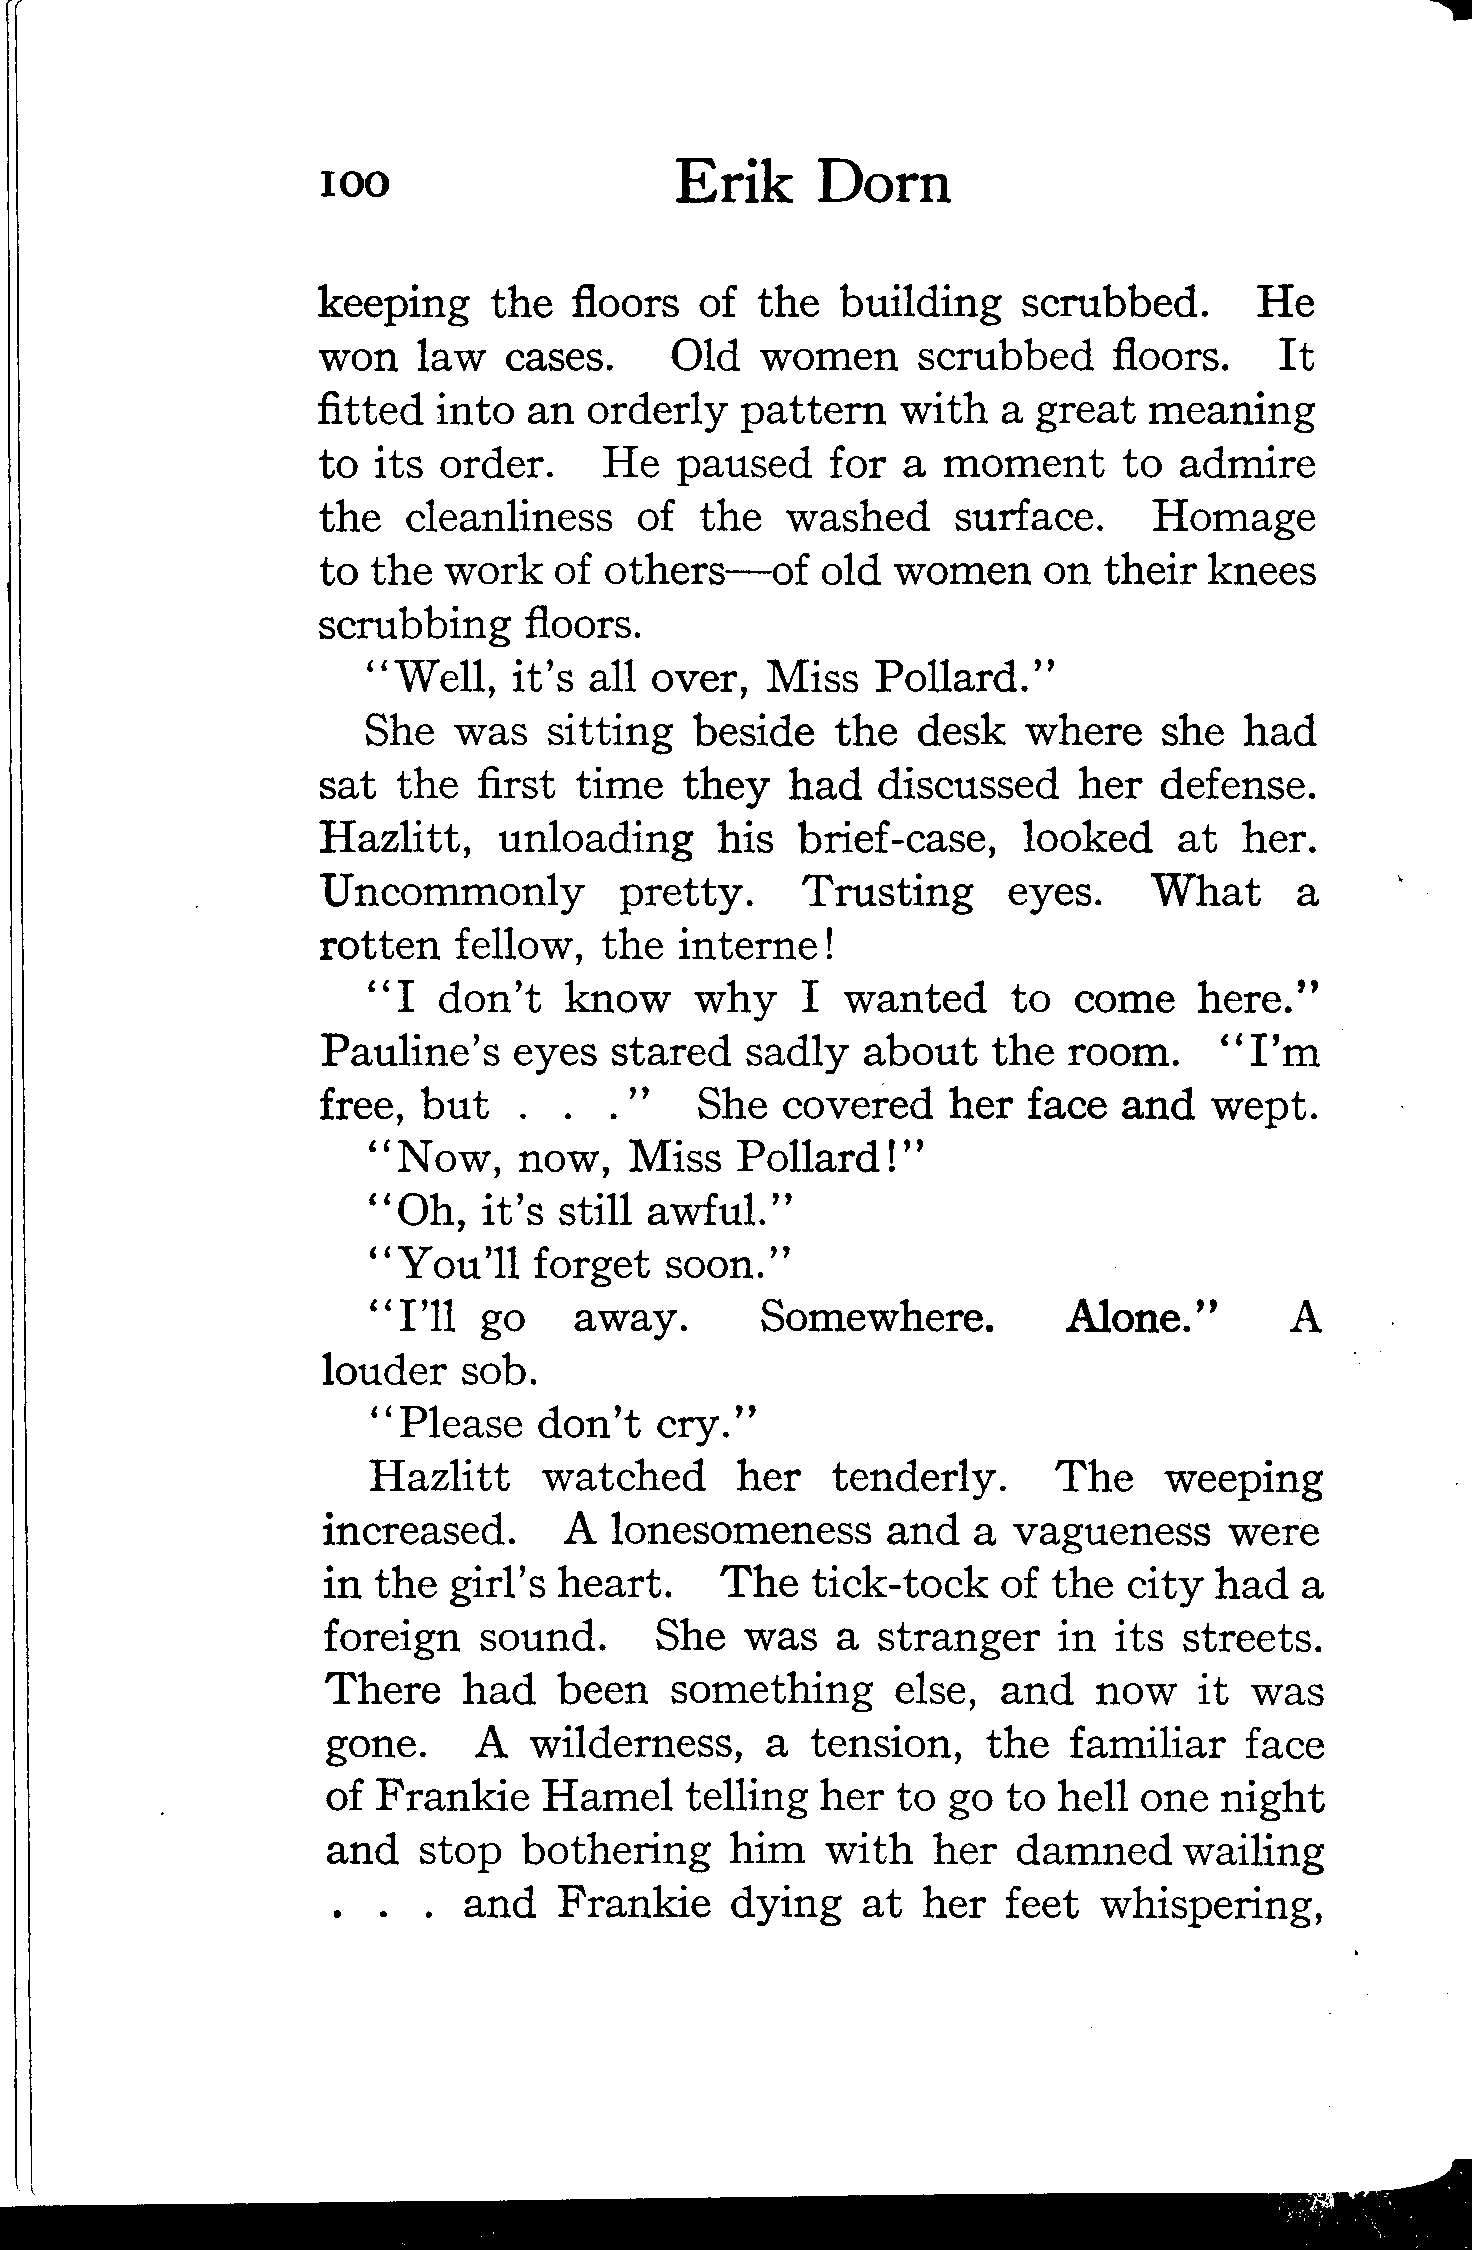 100 Erik Dorn
keeping the floors of the building scrubbed. He
won law cases. Old women scrubbed floors. It
fitted into an orderly pattern with a great meaning
to its order. He paused for a moment to admire
the cleanliness of the washed surface. Homage
to the work of others—of old women on their knees
scrubbing floors.
“Well, it's all over, Miss Pollard.”
She was sitting beside the desk where she had
sat the first time they had discussed her defense.
Hazlitt, unloading his brief-case, looked at her.
Uncommonly pretty. Trusting eyes. What a
rotten fellow, the interne!
“I don't know why I wanted to come here.”
Pauline's eyes stared sadly about the room. “I'm
free, but . . .” She covered her face and wept.
“Now, now, Miss Pollard!”
“Oh, it's still awful.”
“You'll forget soon.”
“I'll go away. Somewhere. Alone.” A
louder sob.
“Please don't cry.”
Hazlitt watched her tenderly. The weeping
increased. A lonesomeness and a vagueness were
in the girl's heart. The tick-tock of the city had a
foreign sound. She was a stranger in its streets.
There had been something else, and now it was
gone. A wilderness, a tension, the familiar face
of Frankie Hamel telling her to go to hell one night
and stop bothering him with her damned wailing
. . . and Frankie dying at her feet whispering,